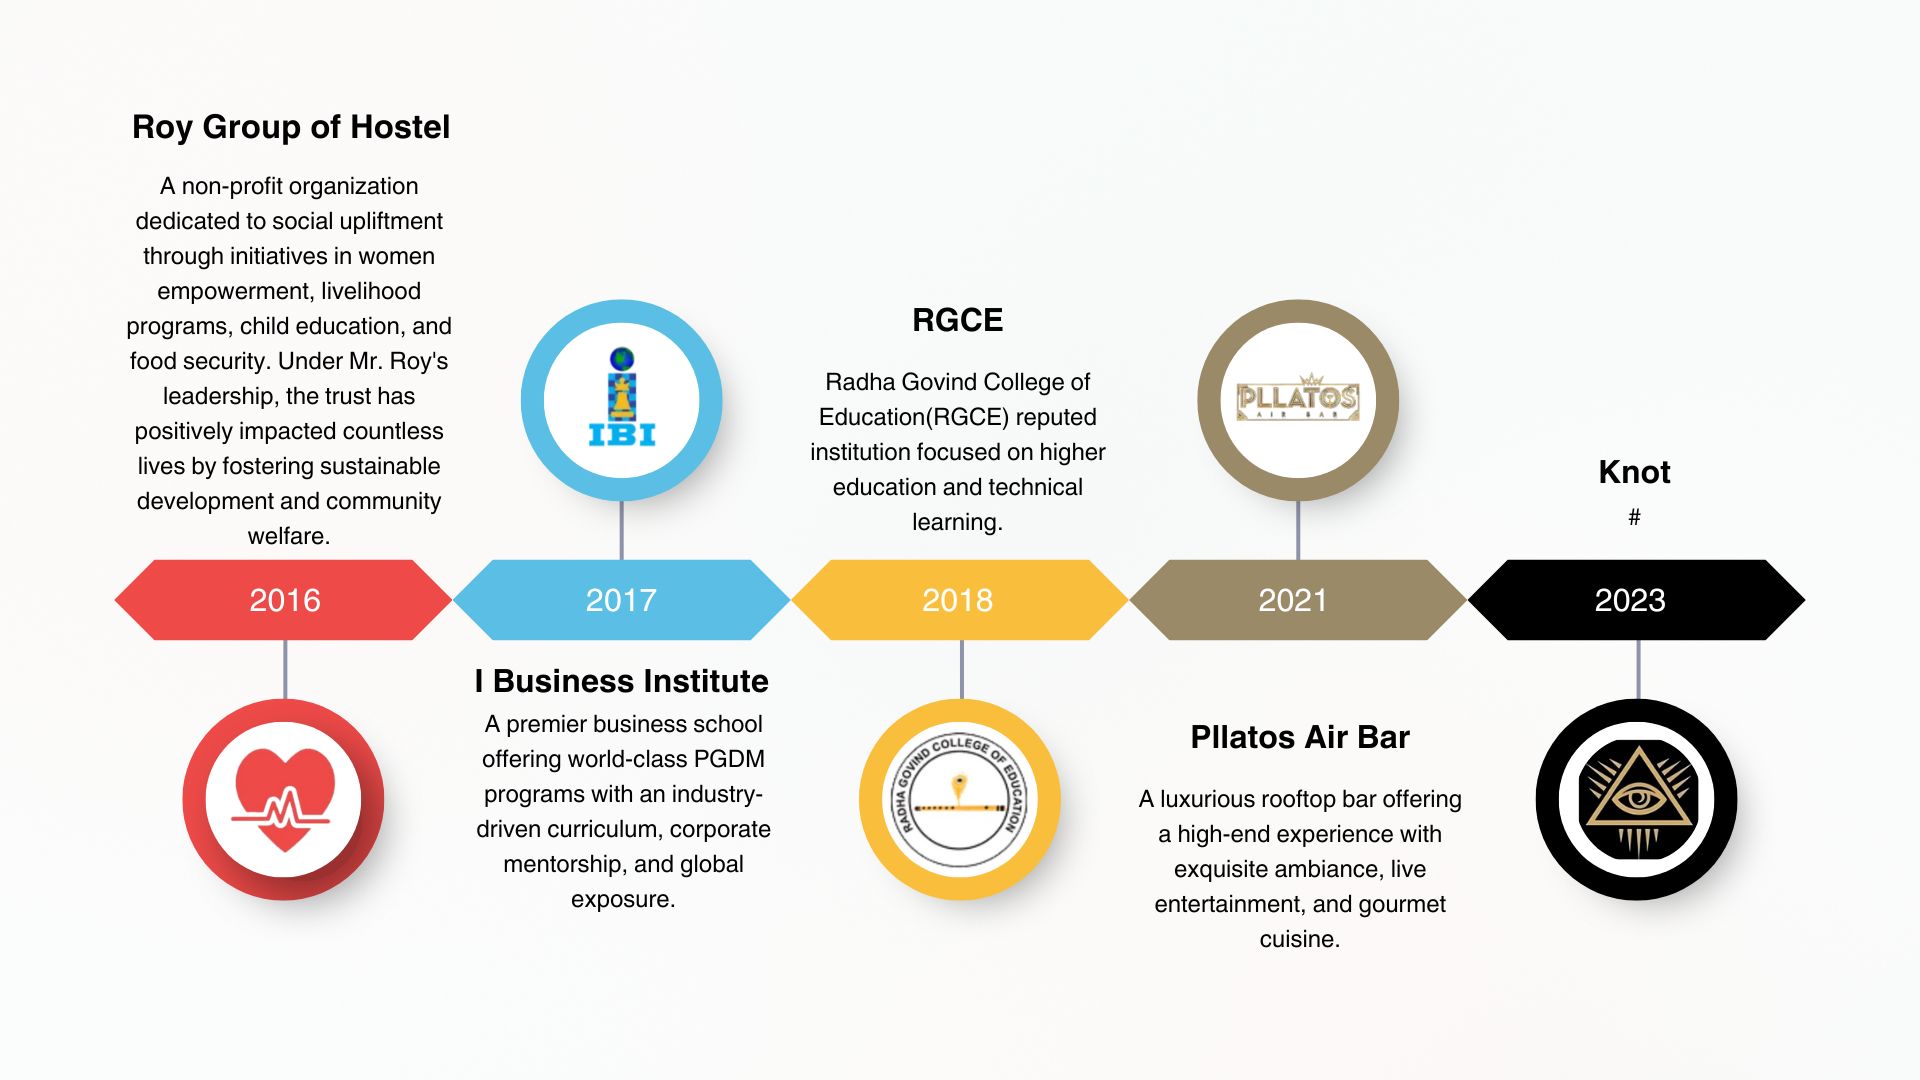 Roy Group of Hostel
A non-profit organization
dedicated to social upliftment
through initiatives in women
empowerment, livelihood
programs, child education, and
food security. Under Mr. Roy's
leadership, the trust has
positively impacted countless
lives by fostering sustainable
development and community
welfare.
2016
IBI
2017
I Business Institute
A premier business school
offering world-class PGDM
programs with an industry-
driven curriculum, corporate
mentorship, and global
exposure.
RGCE
Radha Govind College of
Education(RGCE) reputed
institution focused on higher
education and technical
learning.
2018
RADHA GOVIND COLLEGE OF EDUCATION
PLLATOS
AIR BAR
2021
Pllatos Air Bar
A luxurious rooftop bar offering
a high-end experience with
exquisite ambiance, live
entertainment, and gourmet
cuisine.
Knot
#
2023